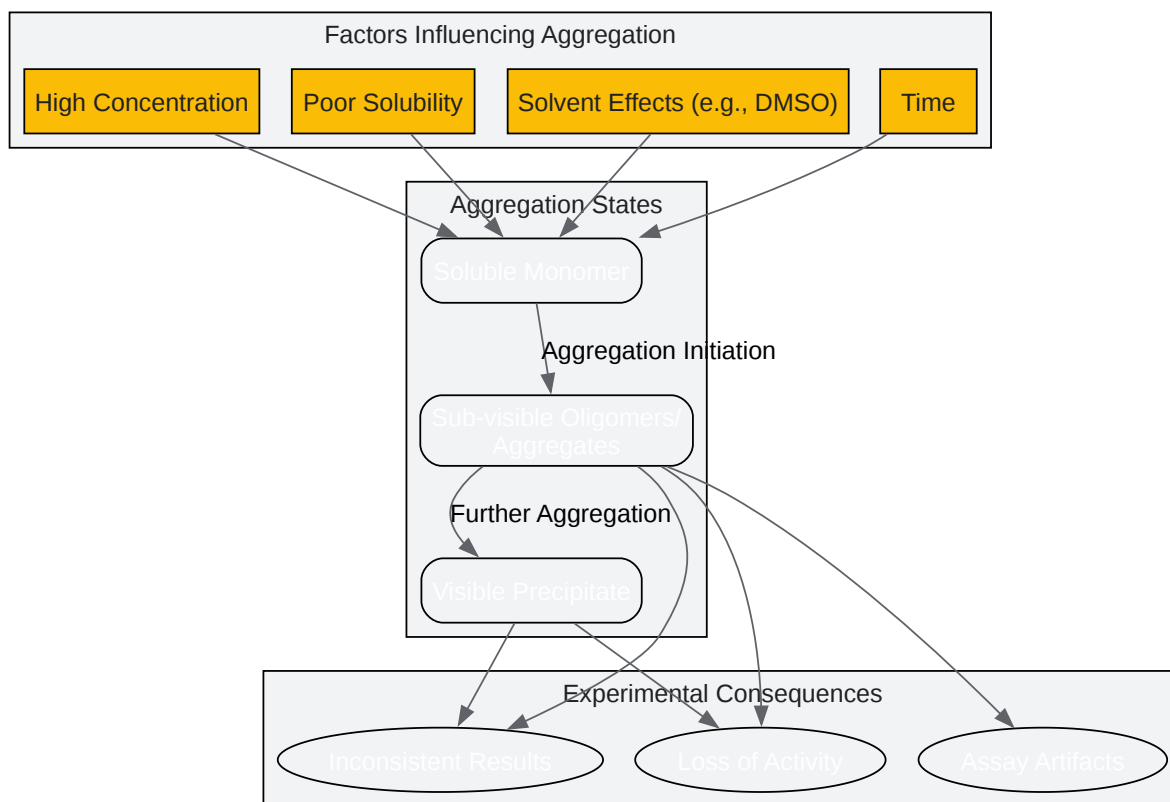 Factors Influencing Aggregation
High Concentration
Poor Solubility
Solvent Effects (e.g., DMSO)
Time
Aggregation States
Soluble Monomer
Aggregation Initiation
Sub-visible Oligomers/
Aggregates
Further Aggregation
Visible Precipitate
Experimental Consequences
Inconsistent Results
Loss of Activity
Assay Artifacts